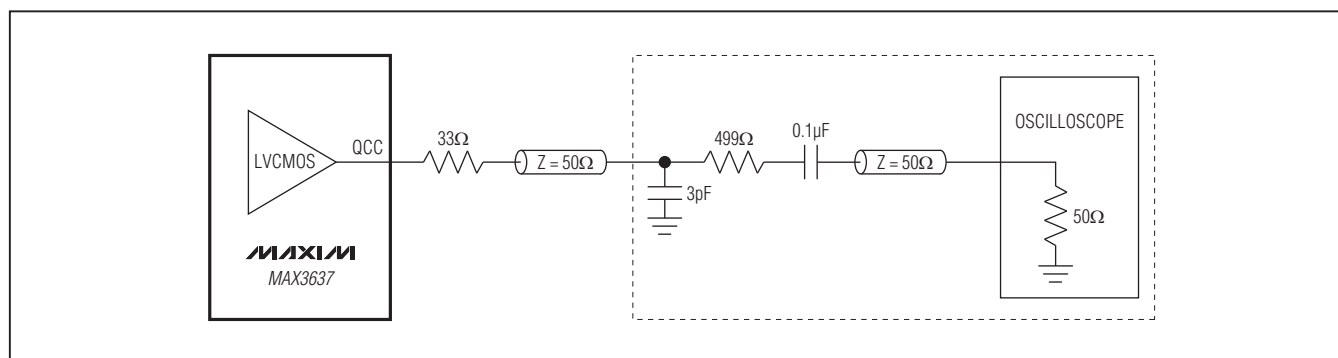 LVCMOS
QCC
33Ω
Z = 50Ω
3pF
499Ω
0.1µF
Z = 50Ω
OSCILLOSCOPE
50Ω
MAXIM
MAX3637